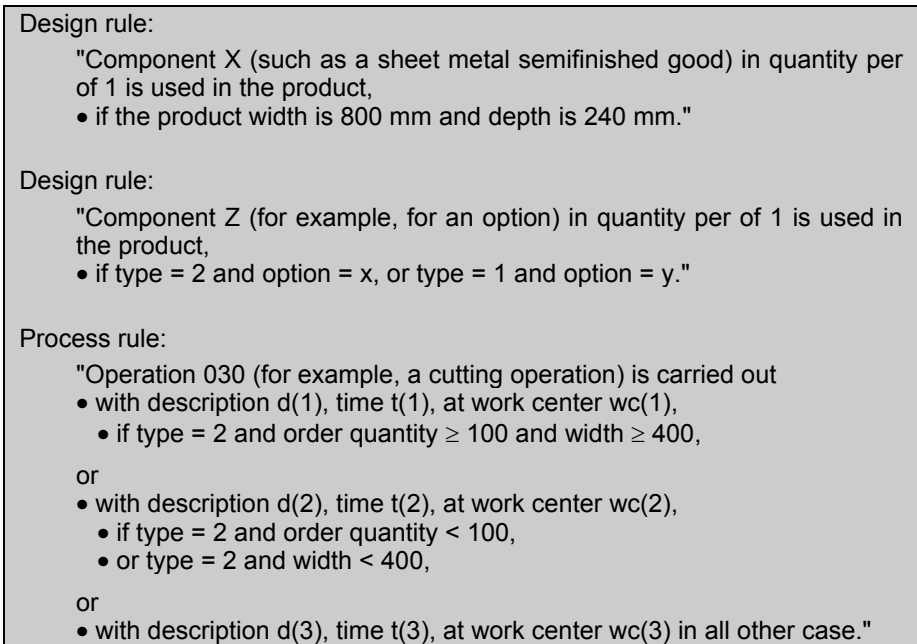 Design rule:
"Component X (such as a sheet metal semifinished good) in quantity per
of 1 is used in the product,
• if the product width is 800 mm and depth is 240 mm."
Design rule:
"Component Z (for example, for an option) in quantity per of 1 is used in
the product,
• if type = 2 and option = x, or type = 1 and option = y."
Process rule:
"Operation 030 (for example, a cutting operation) is carried out
• with description d(1), time t(1), at work center wc(1),
• if type = 2 and order quantity ≥ 100 and width ≥ 400,
or
• with description d(2), time t(2), at work center wc(2),
• if type = 2 and order quantity < 100,
• or type = 2 and width < 400,
or
• with description d(3), time t(3), at work center wc(3) in all other case."